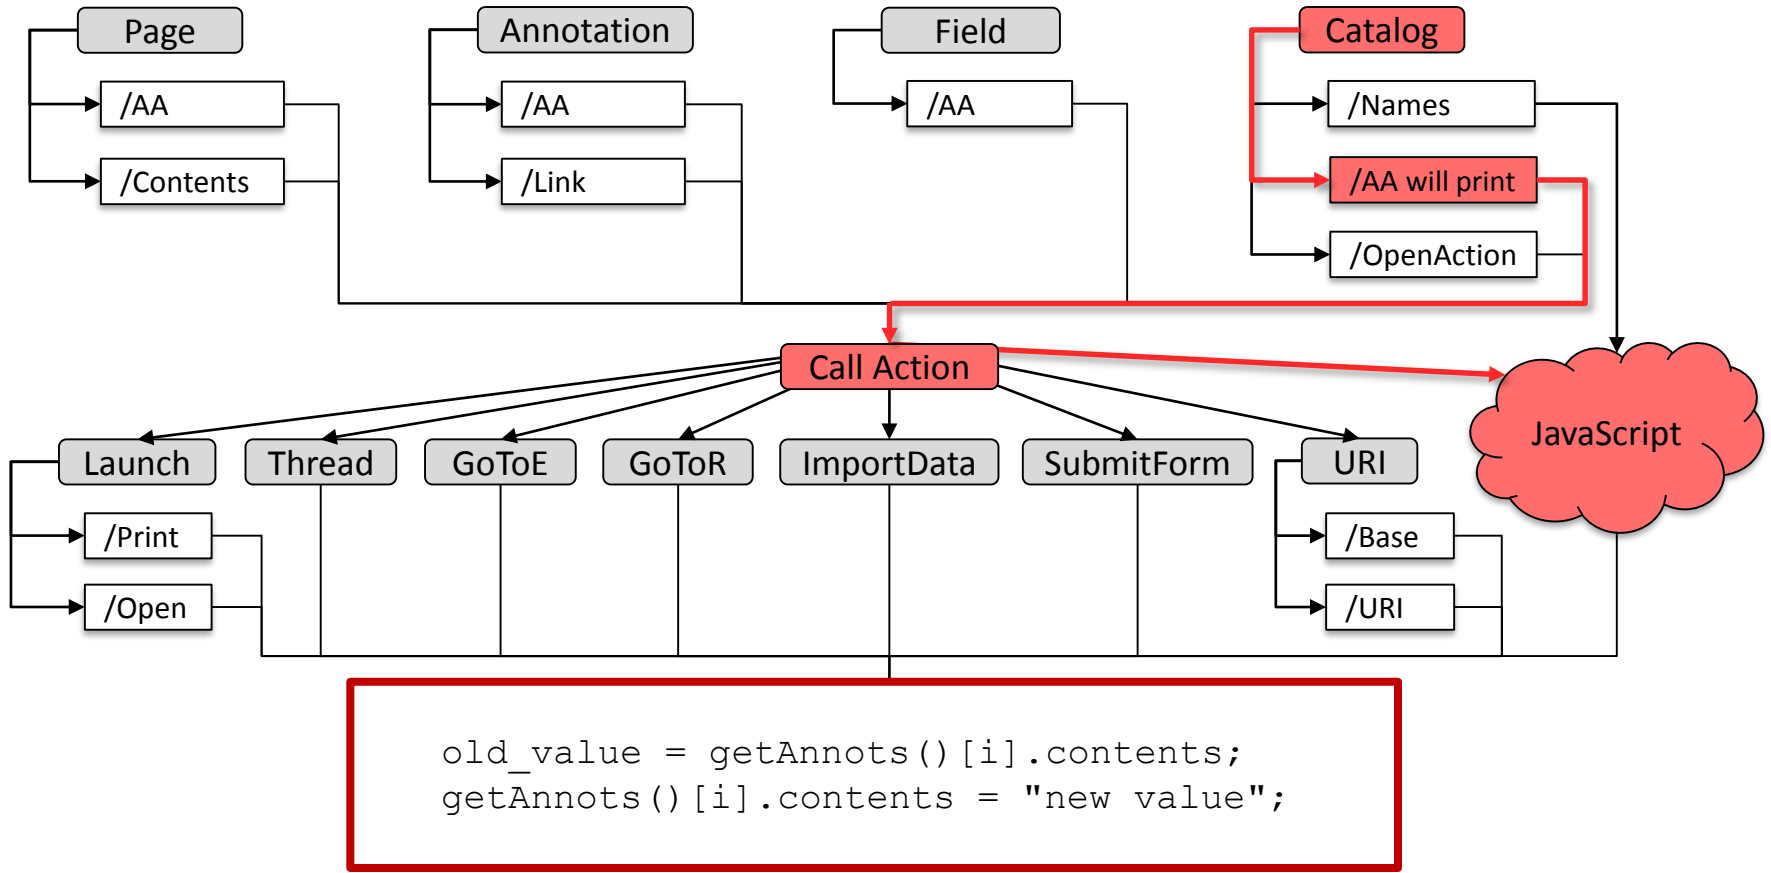 Page
Annotation
Field
Catalog
/AA
/AA
/AA
/Names
/Contents
/Link
/AA will print
/OpenAction
Call Action
JavaScript
Launch
Thread
GoToE
GoToR
ImportData
SubmitForm
URI
/Print
/Base
/Open
/URI
old_value = getAnnots()[i].contents;
getAnnots()[i].contents = "new value";